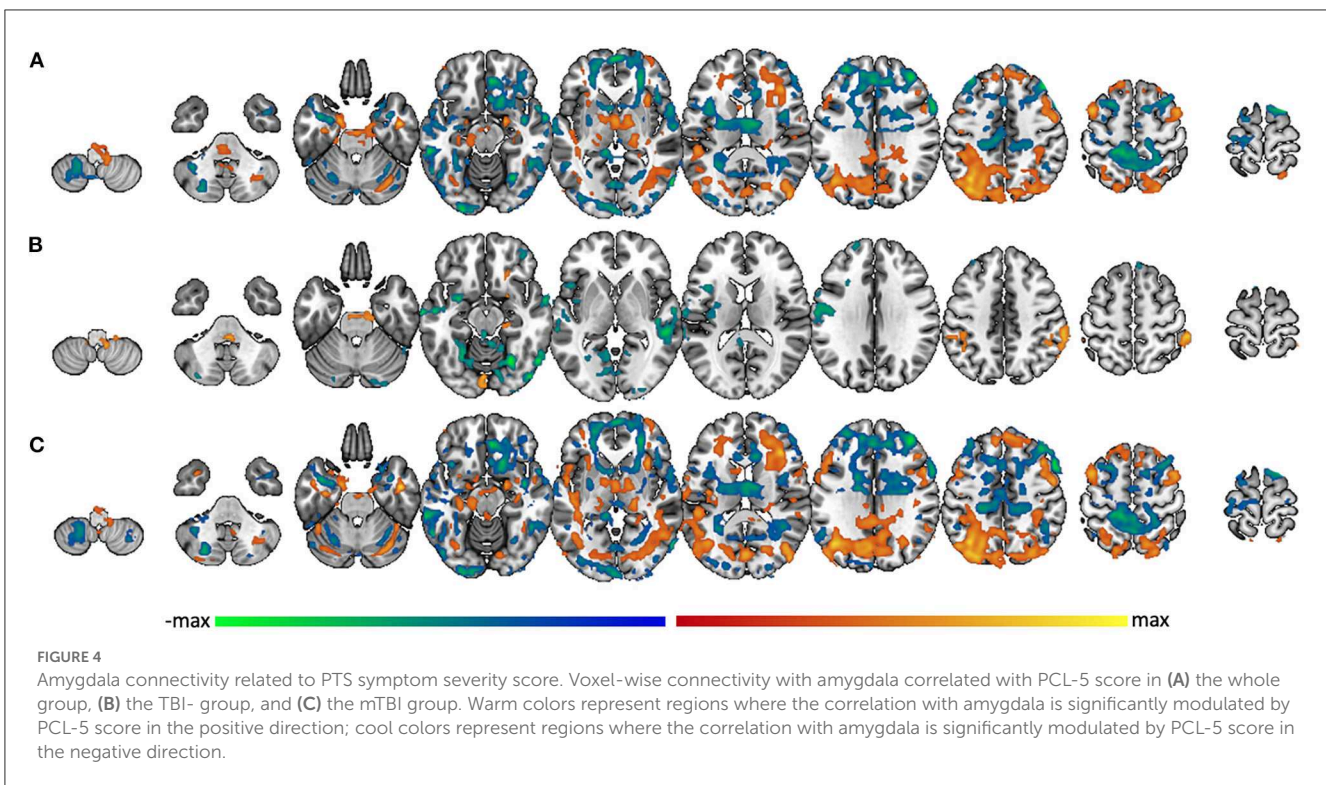 A
B
C
-max
max
FIGURE 4
Amygdala connectivity related to PTS symptom severity score. Voxel-wise connectivity with amygdala correlated with PCL-5 score in (A) the whole
group, (B) the TBI- group, and (C) the mTBI group. Warm colors represent regions where the correlation with amygdala is significantly modulated by
PCL-5 score in the positive direction; cool colors represent regions where the correlation with amygdala is significantly modulated by PCL-5 score in
the negative direction.